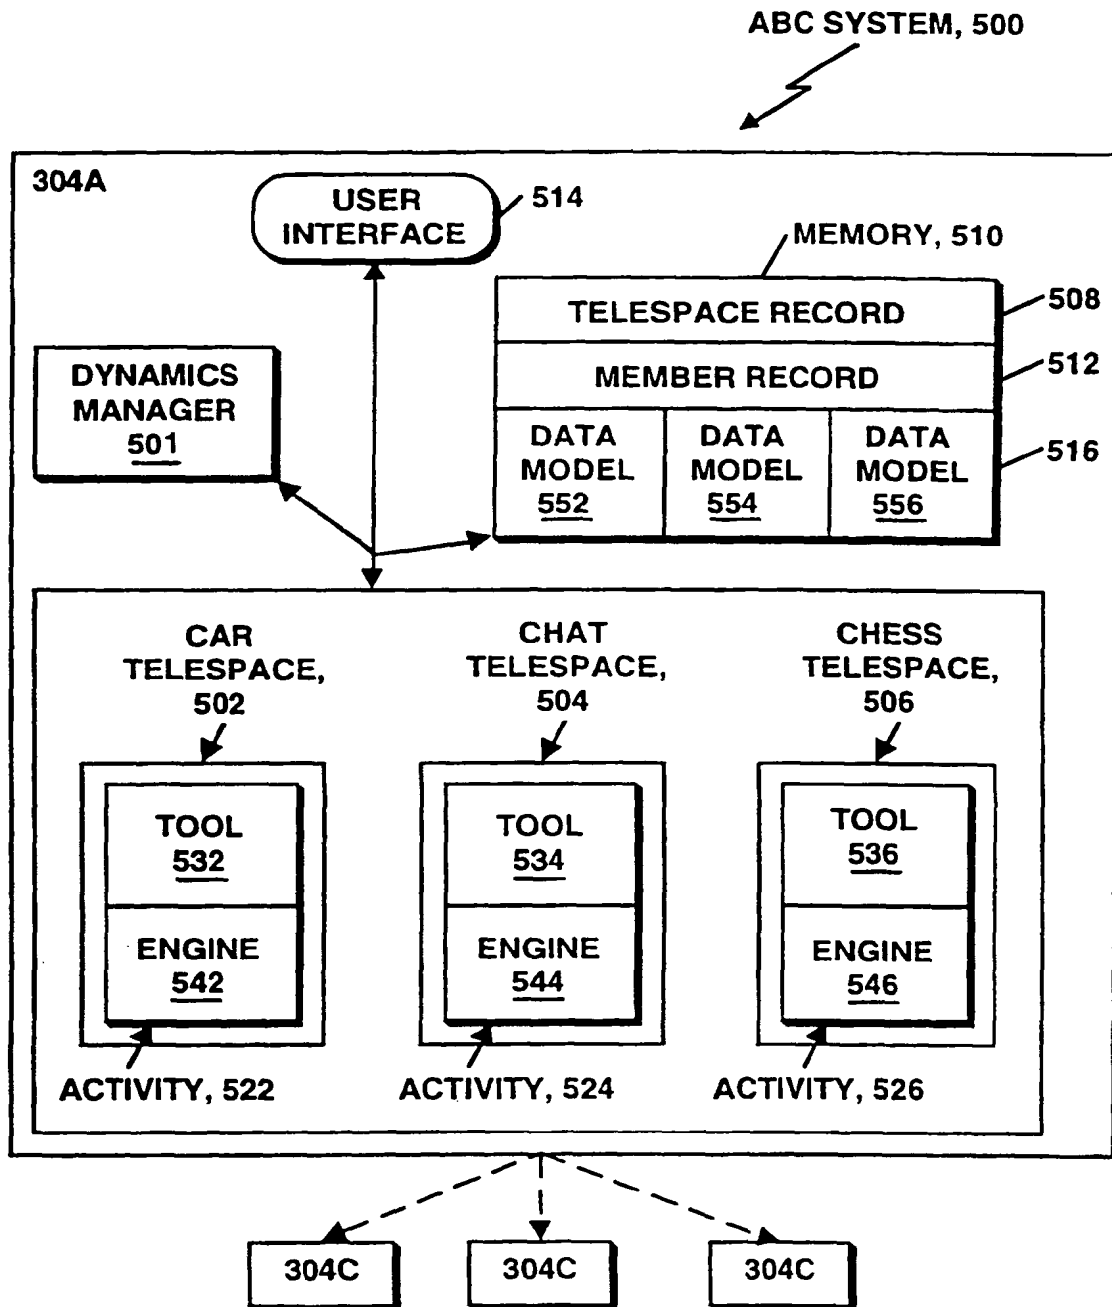 ABC SYSTEM, 500
304A
USER
INTERFACE
514
MEMORY, 510
TELESPACE RECORD
508
MEMBER RECORD
512
DYNAMICS
MANAGER
501
DATA
MODEL
552
DATA
MODEL
554
DATA
MODEL
556
516
CAR
TELESPACE,
502
CHAT
TELESPACE,
504
CHESS
TELESPACE,
506
TOOL
532
TOOL
534
TOOL
536
ENGINE
542
ENGINE
544
ENGINE
546
ACTIVITY, 522
ACTIVITY, 524
ACTIVITY, 526
304C
304C
304C